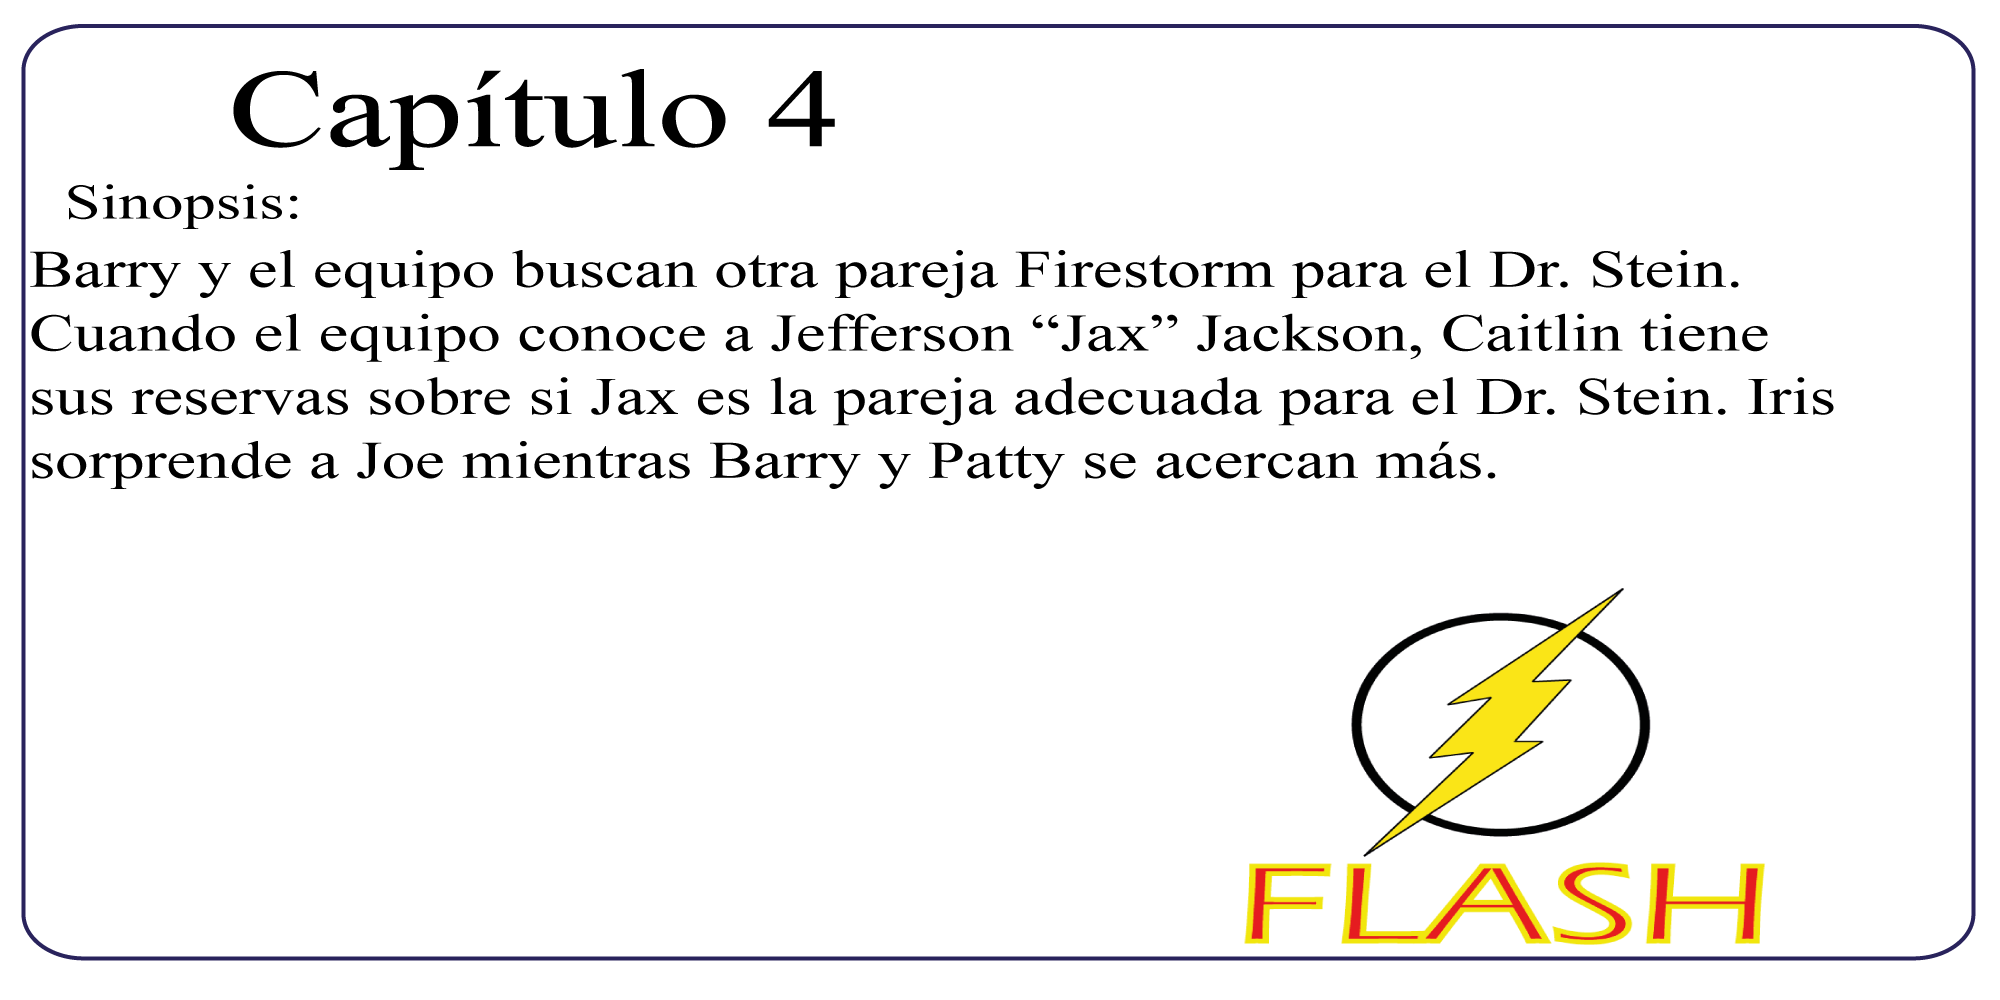 Capítulo 4
Sinopsis:
Barry y el equipo buscan otra pareja Firestorm para el Dr. Stein.
Cuando el equipo conoce a Jefferson “Jax” Jackson, Caitlin tiene
sus reservas sobre si Jax es la pareja adecuada para el Dr. Stein. Iris
sorprende a Joe mientras Barry y Patty se acercan más.
FLASH